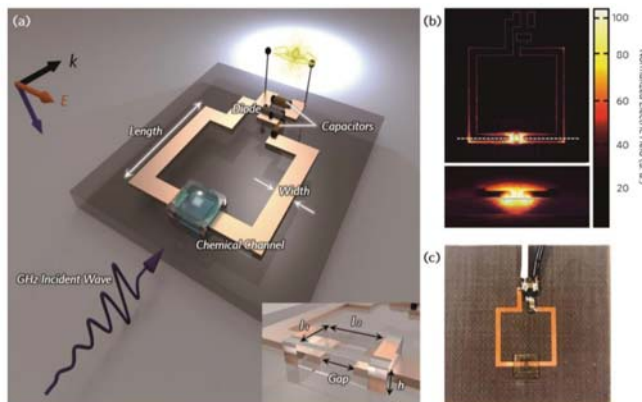 (a)
k
E
Length
Diode
Capacitors
Width
Chemical Channel
GHz Incident Wave
Gap
h
(b)
100
80
60
40
20
(c)